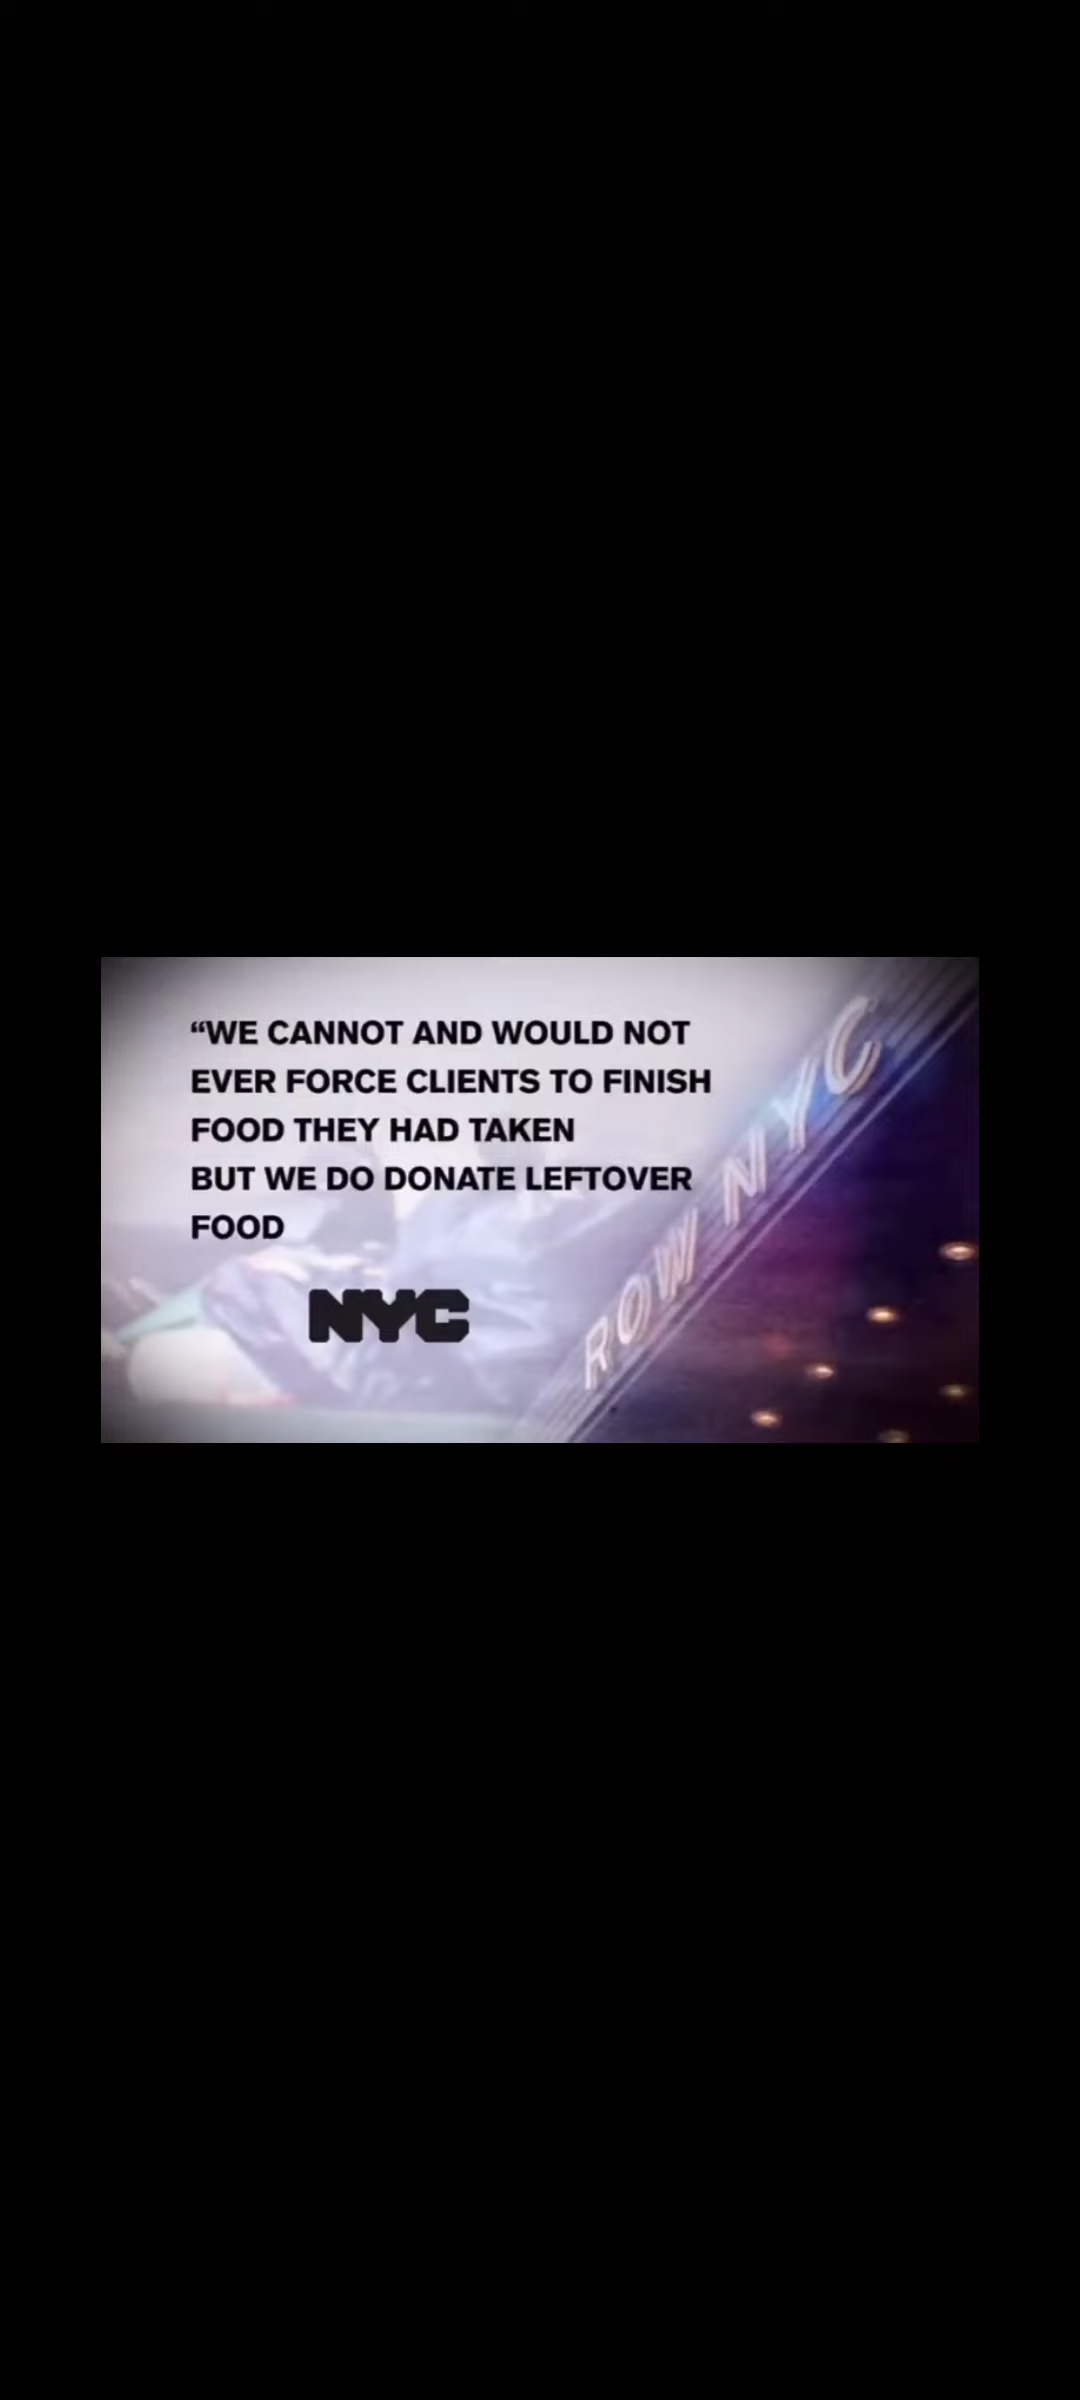 “WE CANNOT AND WOULD NOT
EVER FORCE CLIENTS TO FINISH
FOOD THEY HAD TAKEN
BUT WE DO DONATE LEFTOVER
FOOD
NYC
ROW NYC